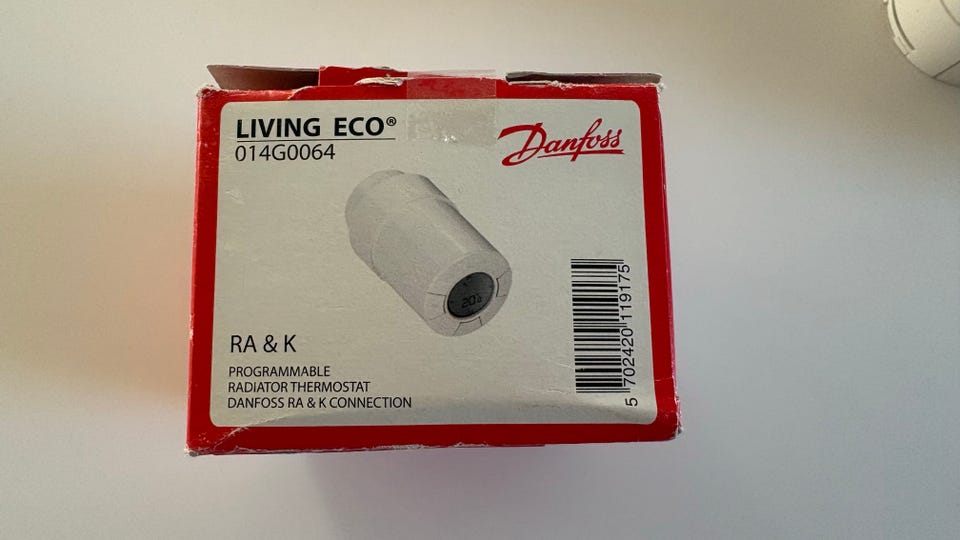 LIVING ECO®
014G0064
Danfoss
20°c
RA & K
PROGRAMMABLE
RADIATOR THERMOSTAT
DANFOSS RA & K CONNECTION
5 702420 119175